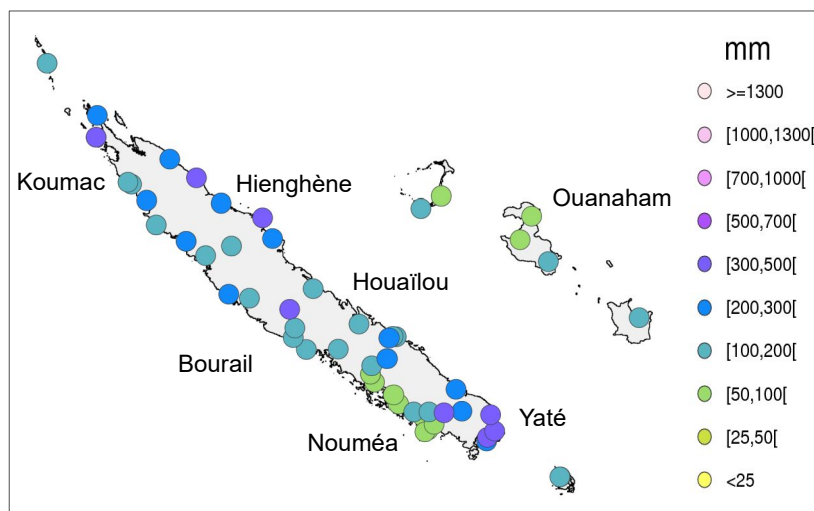 mm
>=1300
[1000,1300[
[700,1000[
[500,700[
[300,500[
[200,300[
[100,200[
[50,100[
[25,50[
<25
Koumac
Hienghène
Ouanaham
Houaïlou
Bourail
Yaté
Nouméa